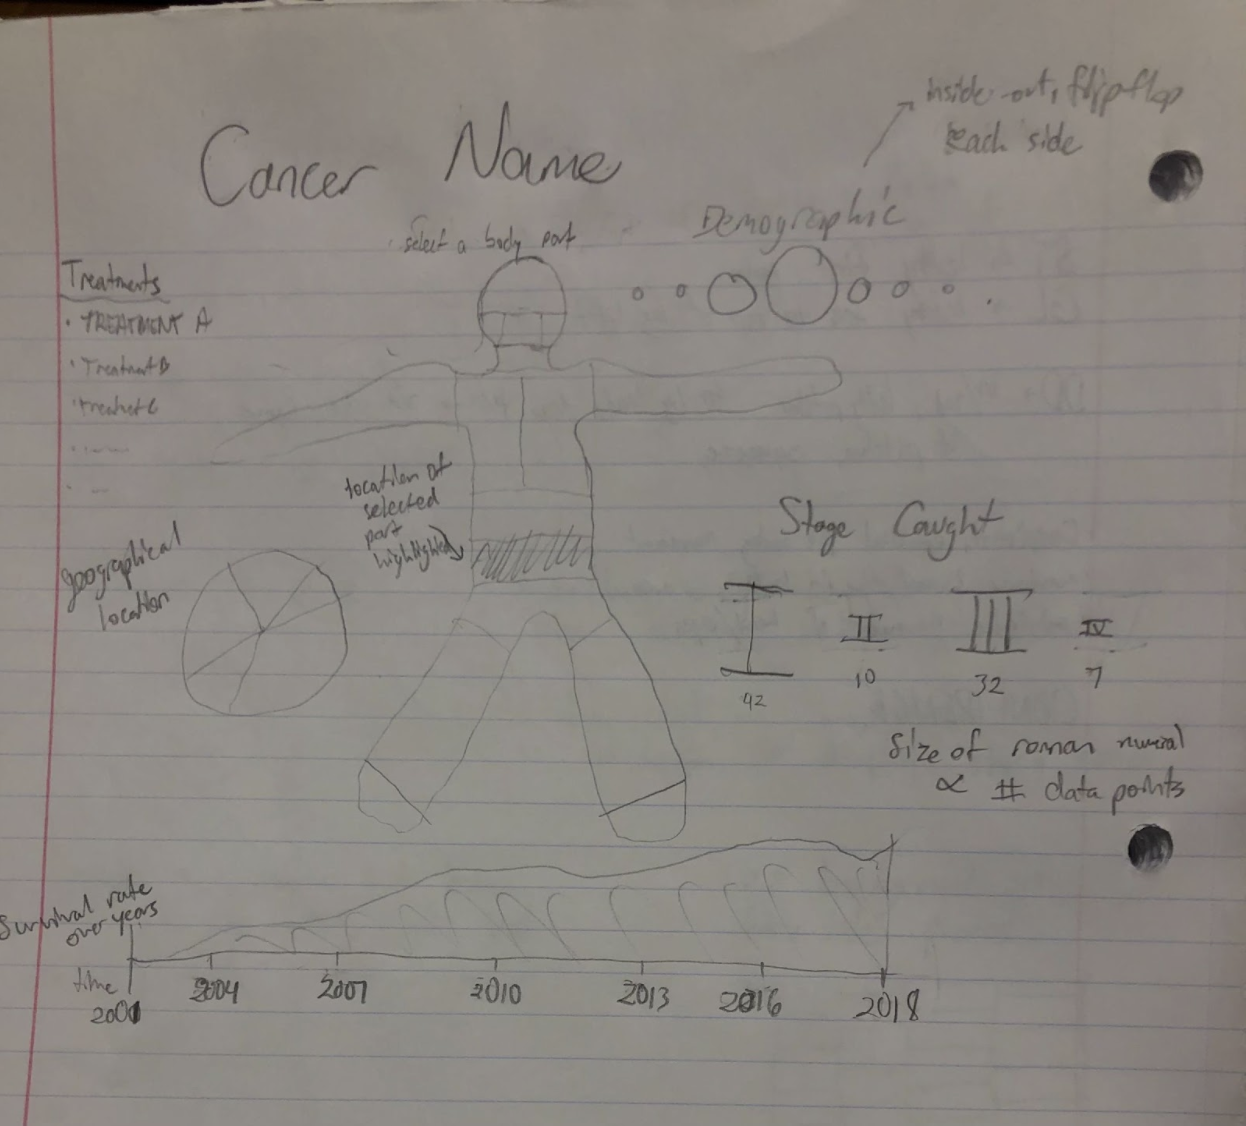 inside-out, flipflop
each side
Cancer Name
Demographic
select a body part
Treatments
· TREATMENT A
· Treatment B
· Treatment C
location of
selected
part
highlighted
geographical
location
Stage Caught
I II III IV
42 10 32 7
Size of roman numeral
∝ # data points
Survival rate
over years
time
2001 2004 2007 2010 2013 2016 2018